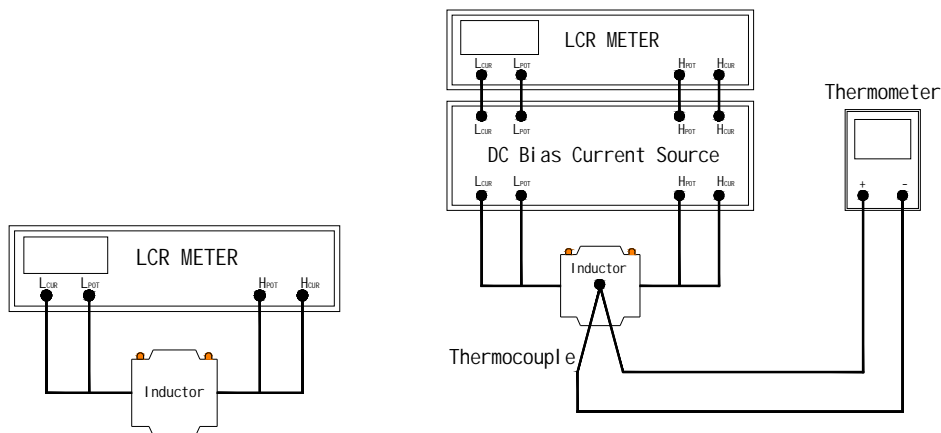 LCR METER
LCUR LPOT HPOT HCUR
LCUR LPOT HPOT HCUR
DC Bias Current Source
LCUR LPOT HPOT HCUR
Inductor
Thermocouple
Thermometer
+ -
LCR METER
LCUR LPOT HPOT HCUR
Inductor